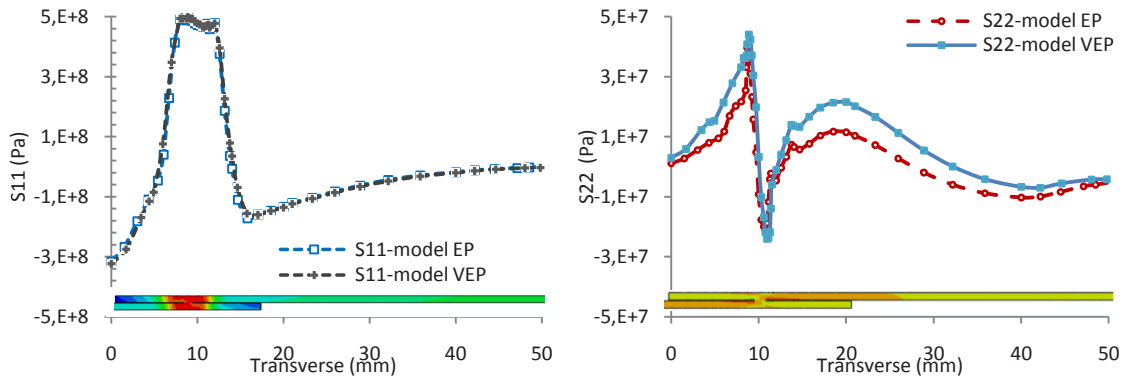 5,E+8
3,E+8
1,E+8
-1,E+8
-3,E+8
-5,E+8
S11 (Pa)
0
10
20
30
40
50
Transverse (mm)
S11-model EP
S11-model VEP
5,E+7
3,E+7
1,E+7
-1,E+7
-3,E+7
-5,E+7
S22 (Pa)
0
10
20
30
40
50
Transverse (mm)
S22-model EP
S22-model VEP